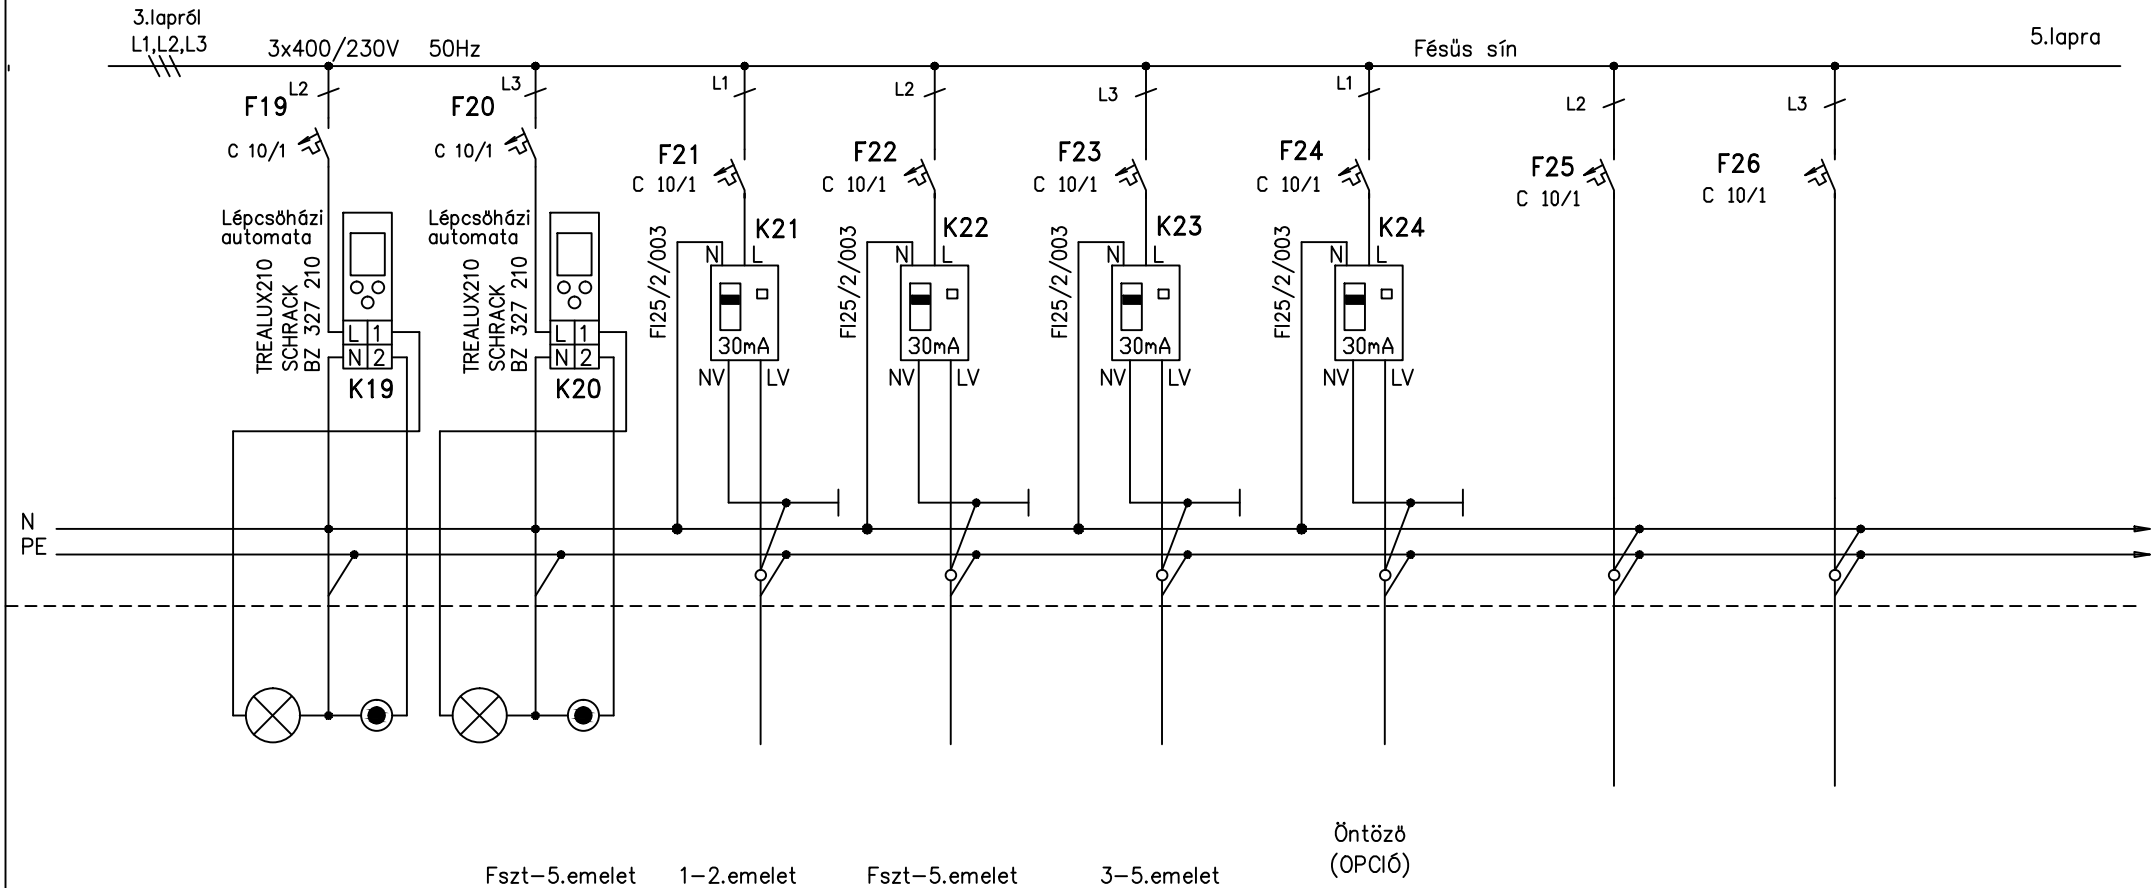 3.lapról
L1,L2,L3
3x400/230V 50Hz
Fésüs sín
5.lapra
L2
F19
C 10/1
L3
F20
C 10/1
L1
F21
C 10/1
L2
F22
C 10/1
L3
F23
C 10/1
L1
F24
C 10/1
L2
F25
C 10/1
L3
F26
C 10/1
Lépcsőházi
automata
TREALUX210
SCHRACK
BZ 327 210
L 1
N 2
K19
Lépcsőházi
automata
TREALUX210
SCHRACK
BZ 327 210
L 1
N 2
K20
FI25/2/003
K21
N L
30mA
NV LV
FI25/2/003
K22
N L
30mA
NV LV
FI25/2/003
K23
N L
30mA
NV LV
FI25/2/003
K24
N L
30mA
NV LV
N
PE
Öntöző
(OPCIÓ)
Fszt-5.emelet
1-2.emelet
Fszt-5.emelet
3-5.emelet